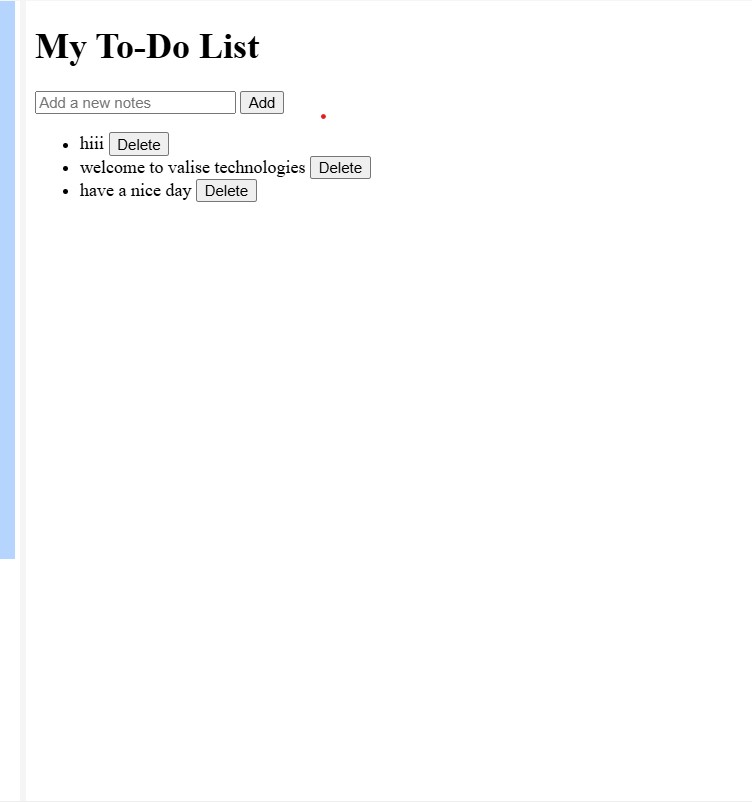 My To-Do List
Add a new notes Add
hiii Delete
welcome to valise technologies Delete
have a nice day Delete